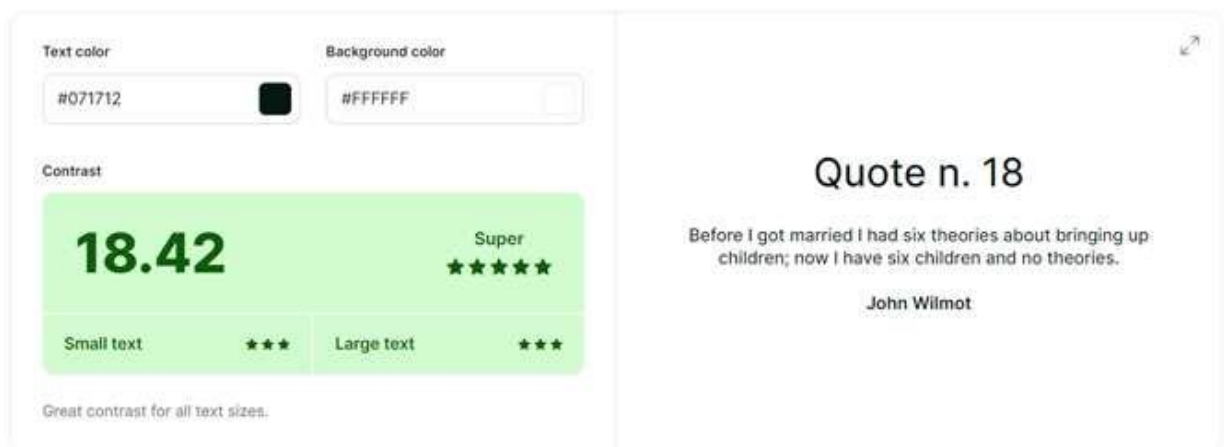 Text color
Background color
#071712
#FFFFFF
Contrast
18.42
Super
Small text
Large text
Great contrast for all text sizes.
Quote n. 18
Before I got married I had six theories about bringing up
children; now I have six children and no theories.
John Wilmot